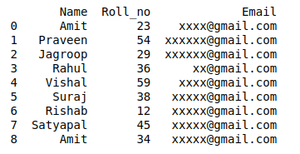 Name Roll_no Email
0 Amit 23 xxxx@gmail.com
1 Praveen 54 xxxxxx@gmail.com
2 Jagroop 29 xxxxxx@gmail.com
3 Rahul 36 xx@gmail.com
4 Vishal 59 xxxx@gmail.com
5 Suraj 38 xxxxx@gmail.com
6 Rishab 12 xxxxx@gmail.com
7 Satyapal 45 xxxxx@gmail.com
8 Amit 34 xxxxx@gmail.com